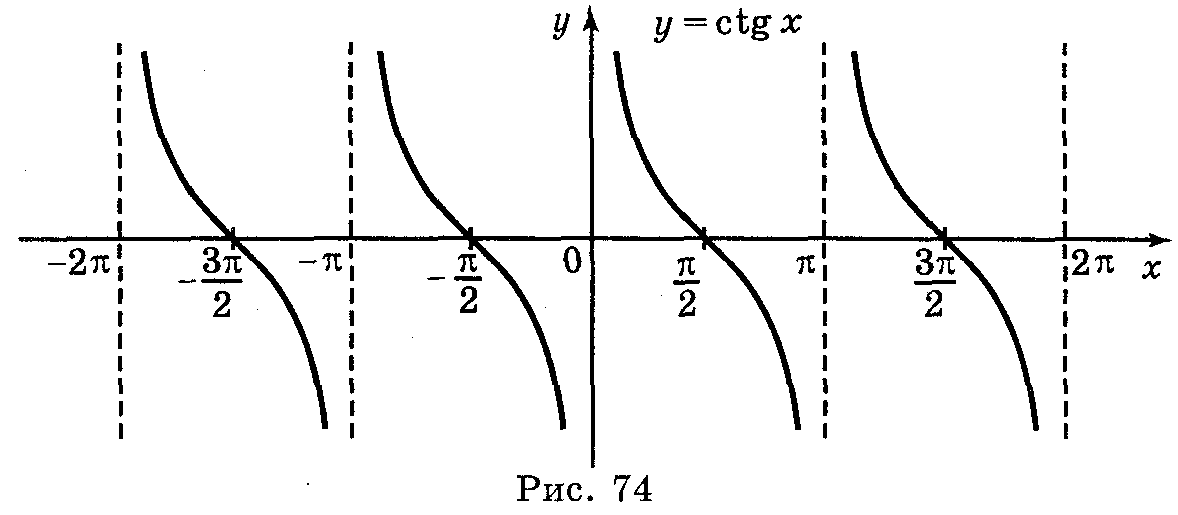 y
y = ctg x
-2π
-3π/2
-π
-π/2
0
π/2
π
3π/2
2π
x
Рис. 74